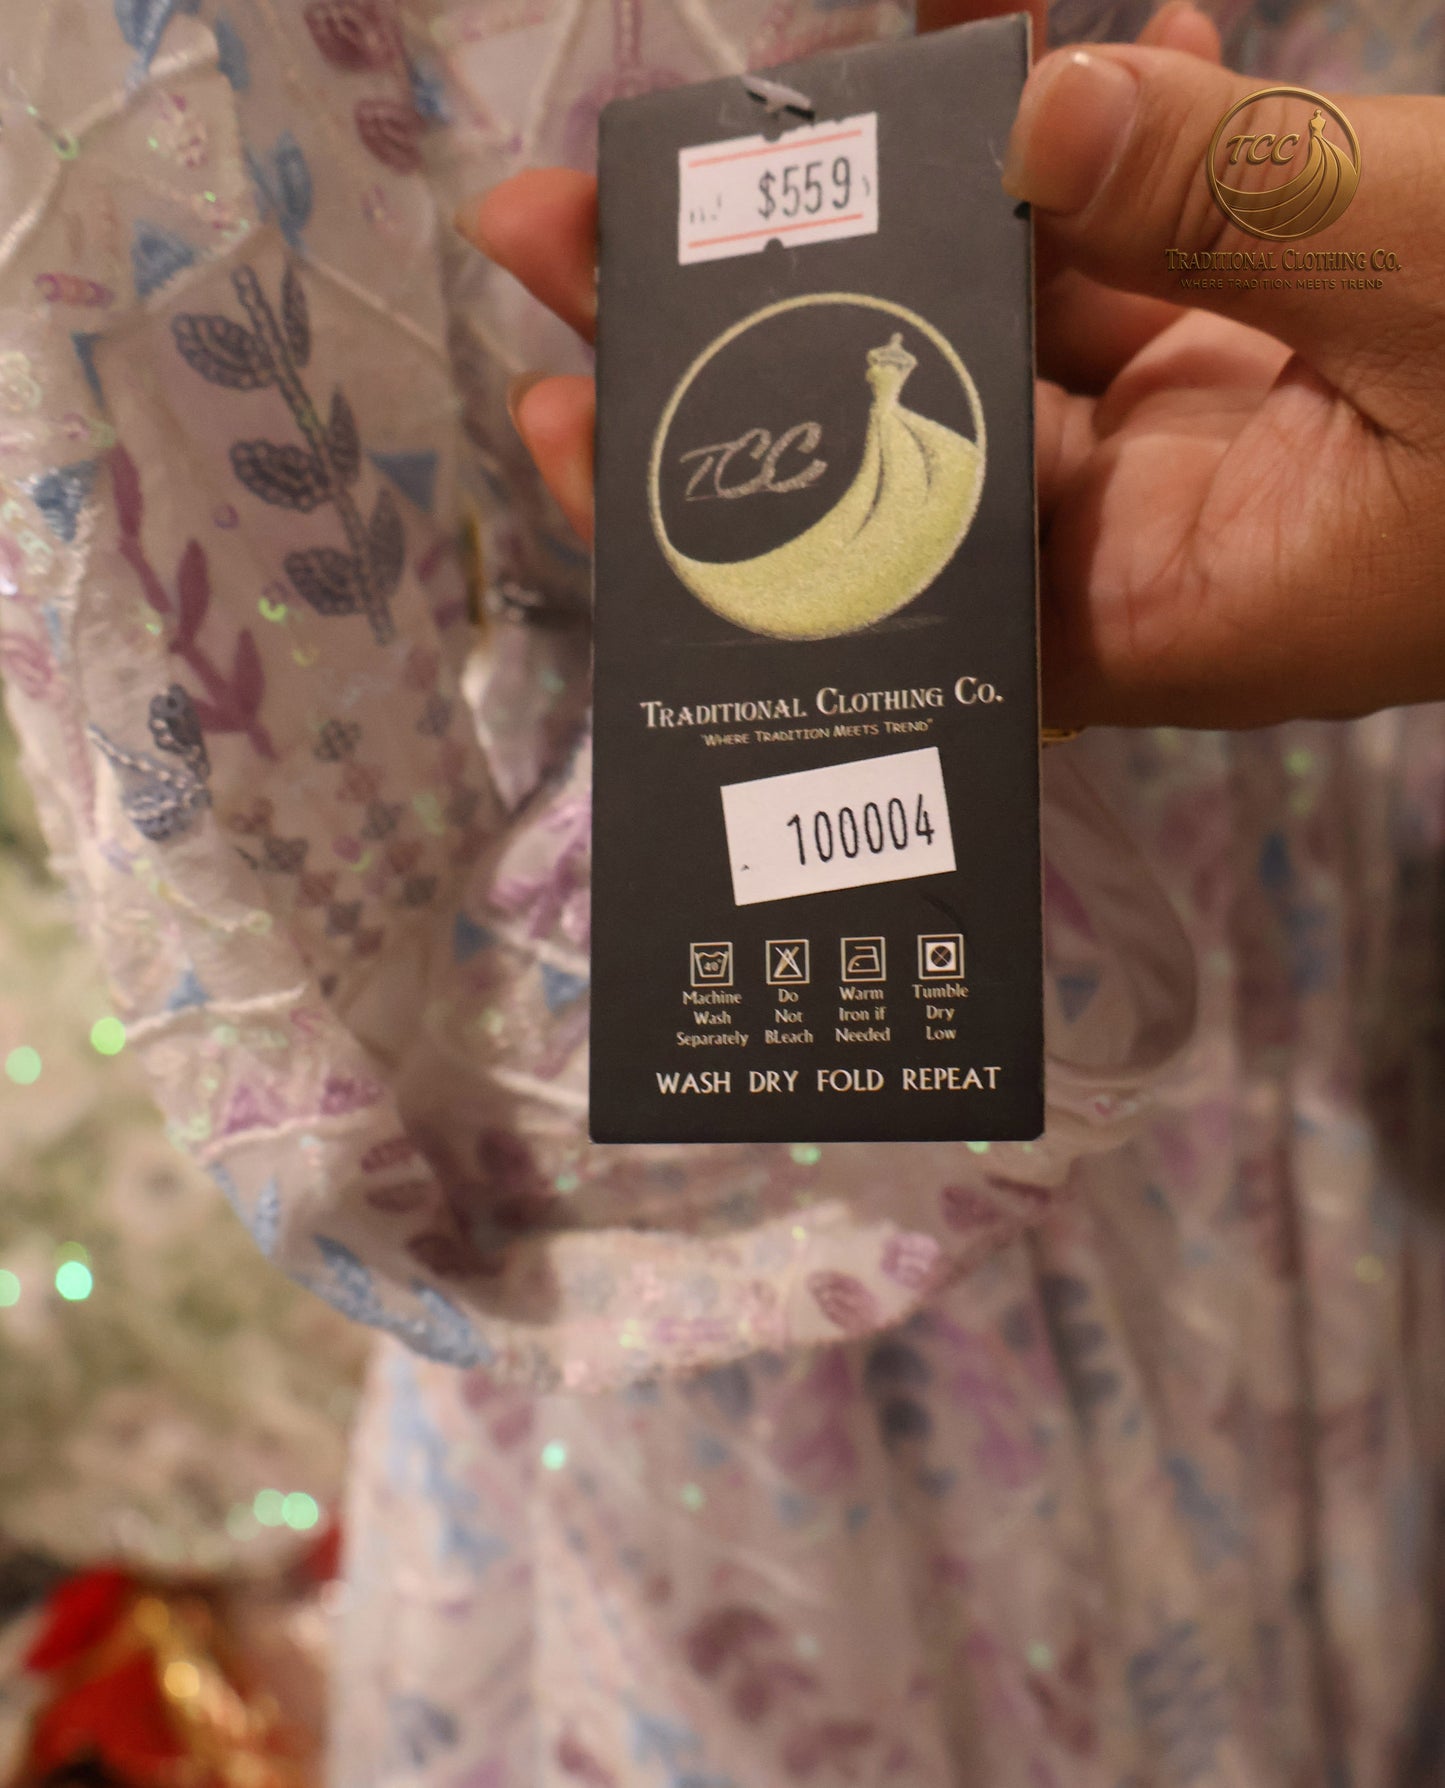 $559
TCC
TRADITIONAL CLOTHING CO.
"WHERE TRADITION MEETS TREND"
100004
40°
Machine Wash Separately
Do Not BLeach
Warm Iron if Needed
Tumble Dry Low
WASH DRY FOLD REPEAT
TCC
TRADITIONAL CLOTHING CO.
WHERE TRADITION MEETS TREND